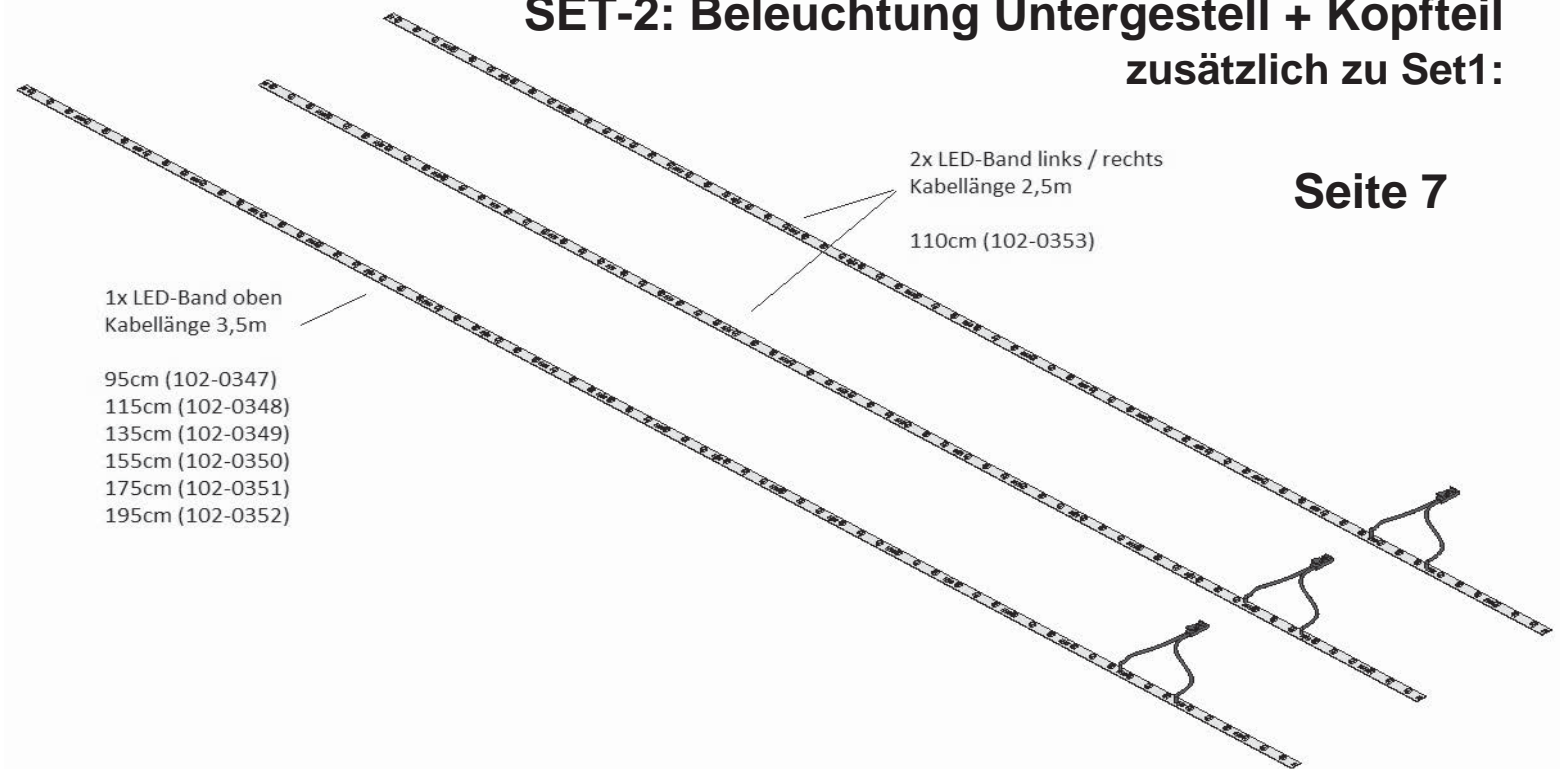 SET-2: Beleuchtung Untergestell + Kopfteil
zusätzlich zu Set1:
Seite 7
2x LED-Band links / rechts
Kabellänge 2,5m
110cm (102-0353)
1x LED-Band oben
Kabellänge 3,5m
95cm (102-0347)
115cm (102-0348)
135cm (102-0349)
155cm (102-0350)
175cm (102-0351)
195cm (102-0352)